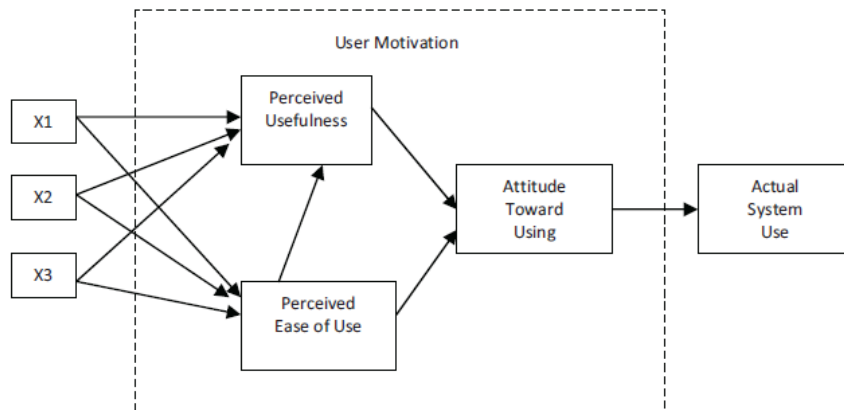 User Motivation
Perceived
Usefulness
X1
X2
X3
Attitude
Toward
Using
Actual
System
Use
Perceived
Ease of Use